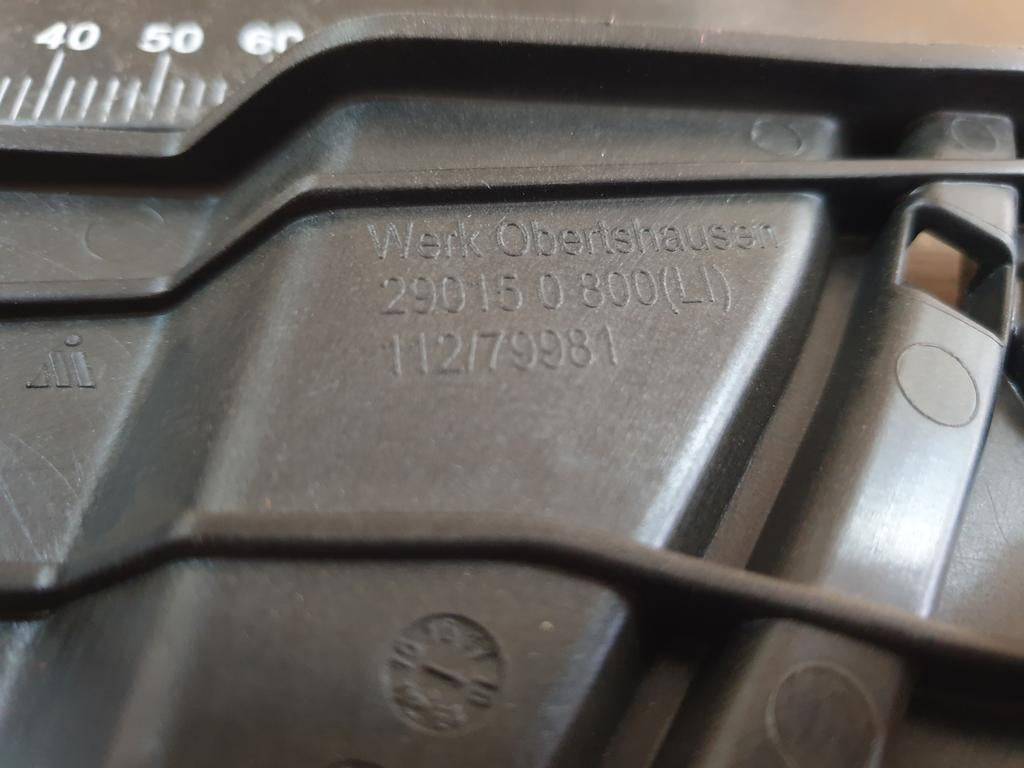 40 50 60
Werk Obertshausen
29015 0 800(LI)
112/79981